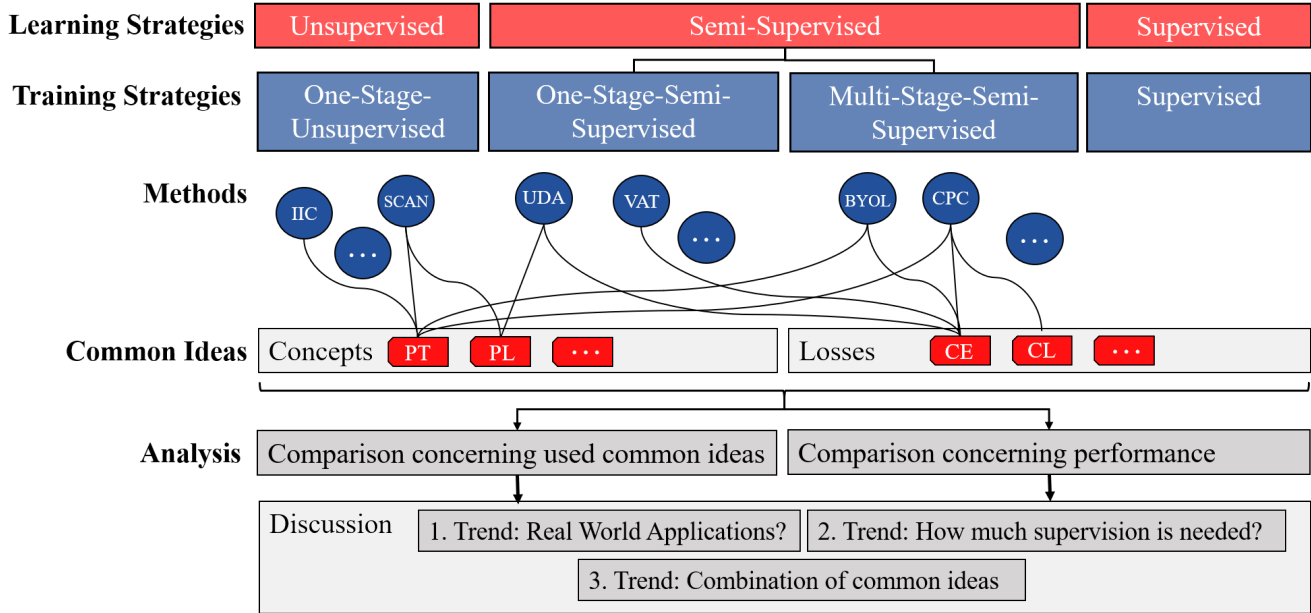 Learning Strategies
Unsupervised
Semi-Supervised
Supervised
Training Strategies
One-Stage-
Unsupervised
One-Stage-Semi-
Supervised
Multi-Stage-Semi-
Supervised
Supervised
Methods
IIC
SCAN
UDA
VAT
BYOL
CPC
...
...
...
Common Ideas
Concepts
PT
PL
...
Losses
CE
CL
...
Analysis
Comparison concerning used common ideas
Comparison concerning performance
Discussion
1. Trend: Real World Applications?
2. Trend: How much supervision is needed?
3. Trend: Combination of common ideas